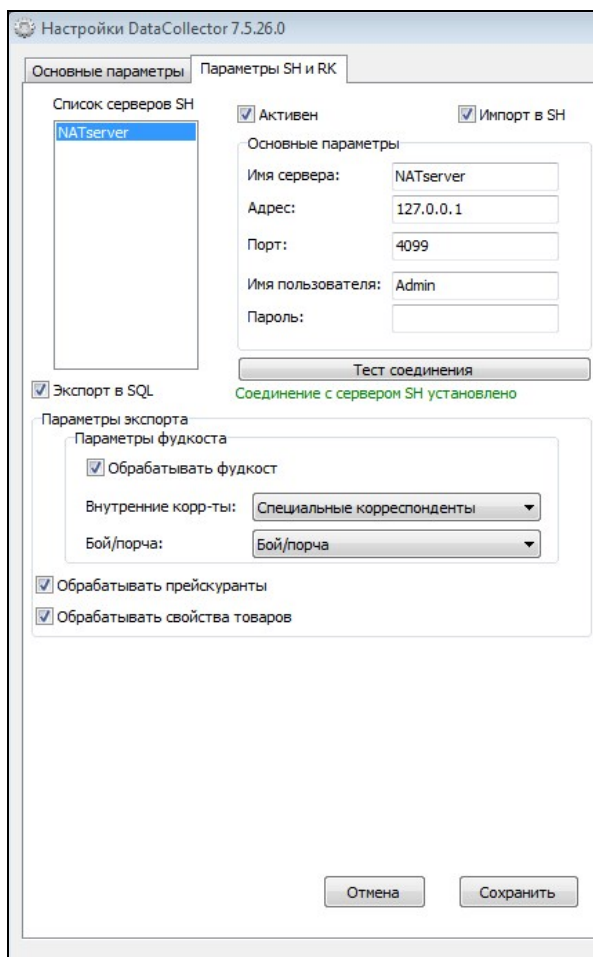 Настройки DataCollector 7.5.26.0
Основные параметры
Параметры SH и RK
Список серверов SH
NATserver
Активен
Импорт в SH
Основные параметры
Имя сервера:
NATserver
Адрес:
127.0.0.1
Порт:
4099
Имя пользователя:
Admin
Пароль:
Тест соединения
Экспорт в SQL
Соединение с сервером SH установлено
Параметры экспорта
Параметры фудкоста
Обрабатывать фудкост
Внутренние корр-ты:
Специальные корреспонденты
Бой/порча:
Бой/порча
Обрабатывать прейскуранты
Обрабатывать свойства товаров
Отмена
Сохранить